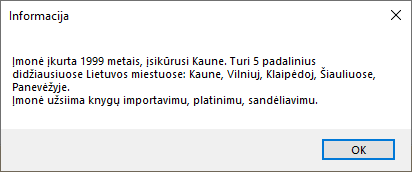 Informacija
Įmonė įkurta 1999 metais, įsikūrusi Kaune. Turi 5 padalinius
didžiausiuose Lietuvos miestuose: Kaune, Vilniuj, Klaipėdoj, Šiauliuose,
Panevėžyje.
Įmonė užsiima knygų importavimu, platinimu, sandėliavimu.
OK